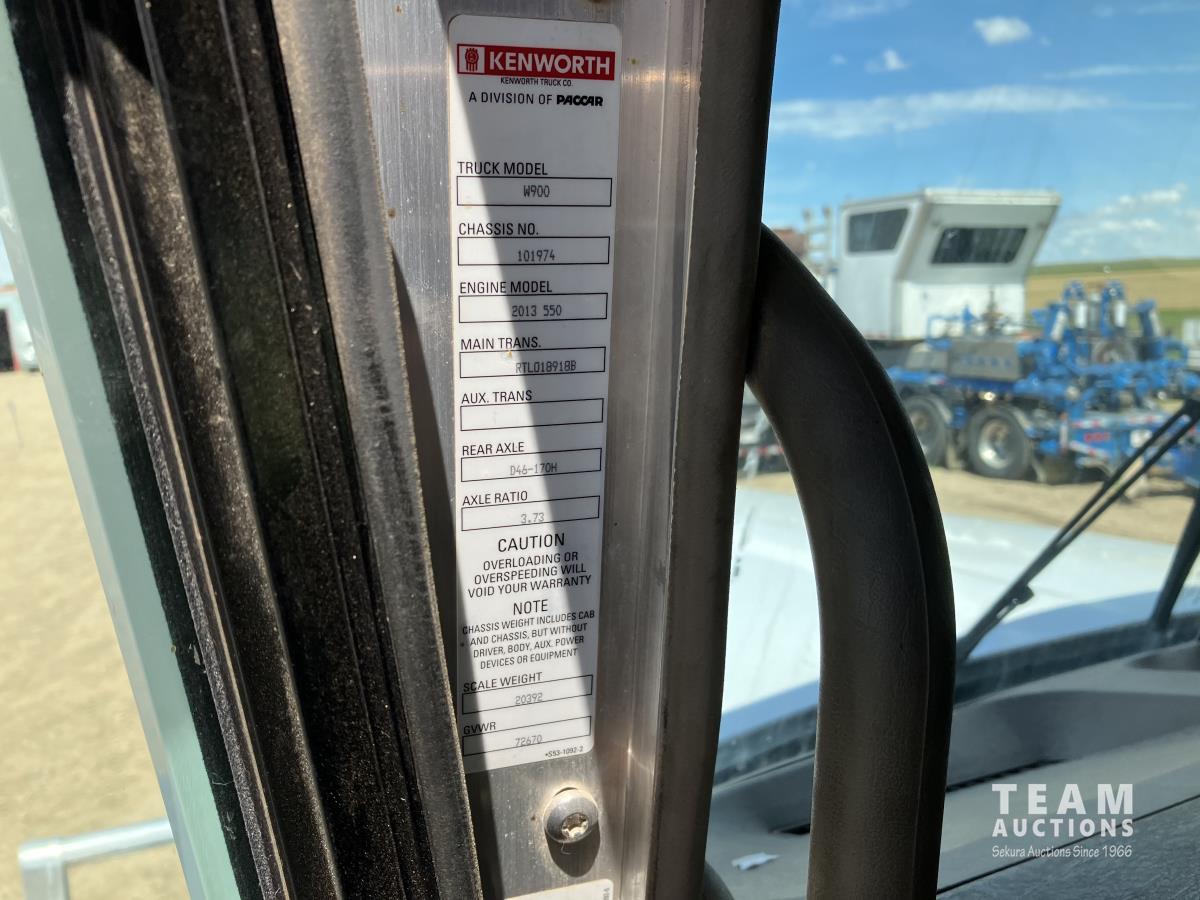 KENWORTH
KENWORTH TRUCK CO.
A DIVISION OF PACCAR
TRUCK MODEL
W900
CHASSIS NO.
101974
ENGINE MODEL
2013 550
MAIN TRANS.
RTLO18918B
AUX. TRANS
REAR AXLE
D46-170H
AXLE RATIO
3.73
CAUTION
OVERLOADING OR
OVERSPEEDING WILL
VOID YOUR WARRANTY
NOTE
CHASSIS WEIGHT INCLUDES CAB
AND CHASSIS, BUT WITHOUT
DRIVER, BODY, AUX. POWER
DEVICES OR EQUIPMENT
SCALE WEIGHT
20392
GVWR
72670
*S53-1092-2
TEAM
AUCTIONS
Sekura Auctions Since 1966